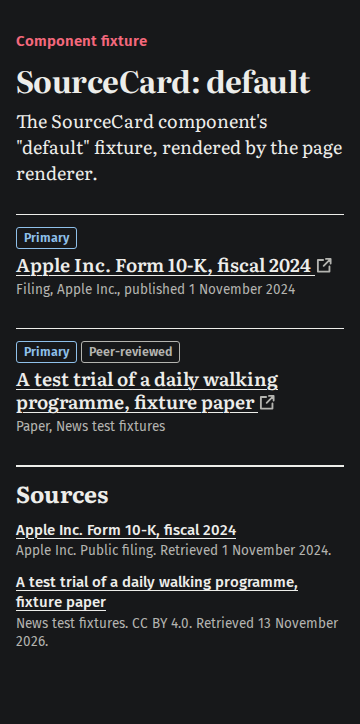 Component fixture
SourceCard: default
The SourceCard component's
"default" fixture, rendered by the page
renderer.
Primary
Apple Inc. Form 10-K, fiscal 2024
Filing, Apple Inc., published 1 November 2024
Primary Peer-reviewed
A test trial of a daily walking
programme, fixture paper
Paper, News test fixtures
Sources
Apple Inc. Form 10-K, fiscal 2024
Apple Inc. Public filing. Retrieved 1 November 2024.
A test trial of a daily walking programme,
fixture paper
News test fixtures. CC BY 4.0. Retrieved 13 November
2026.